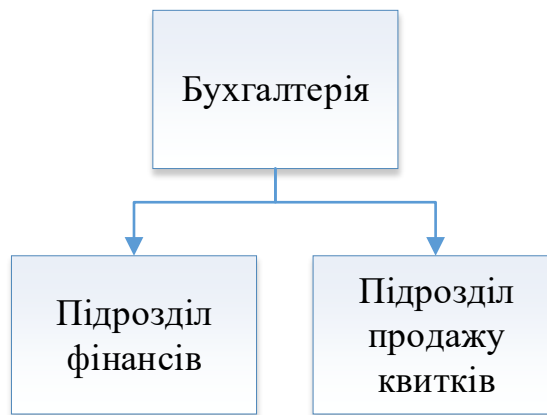 Бухгалтерія
Підрозділ
фінансів
Підрозділ
продажу
квитків